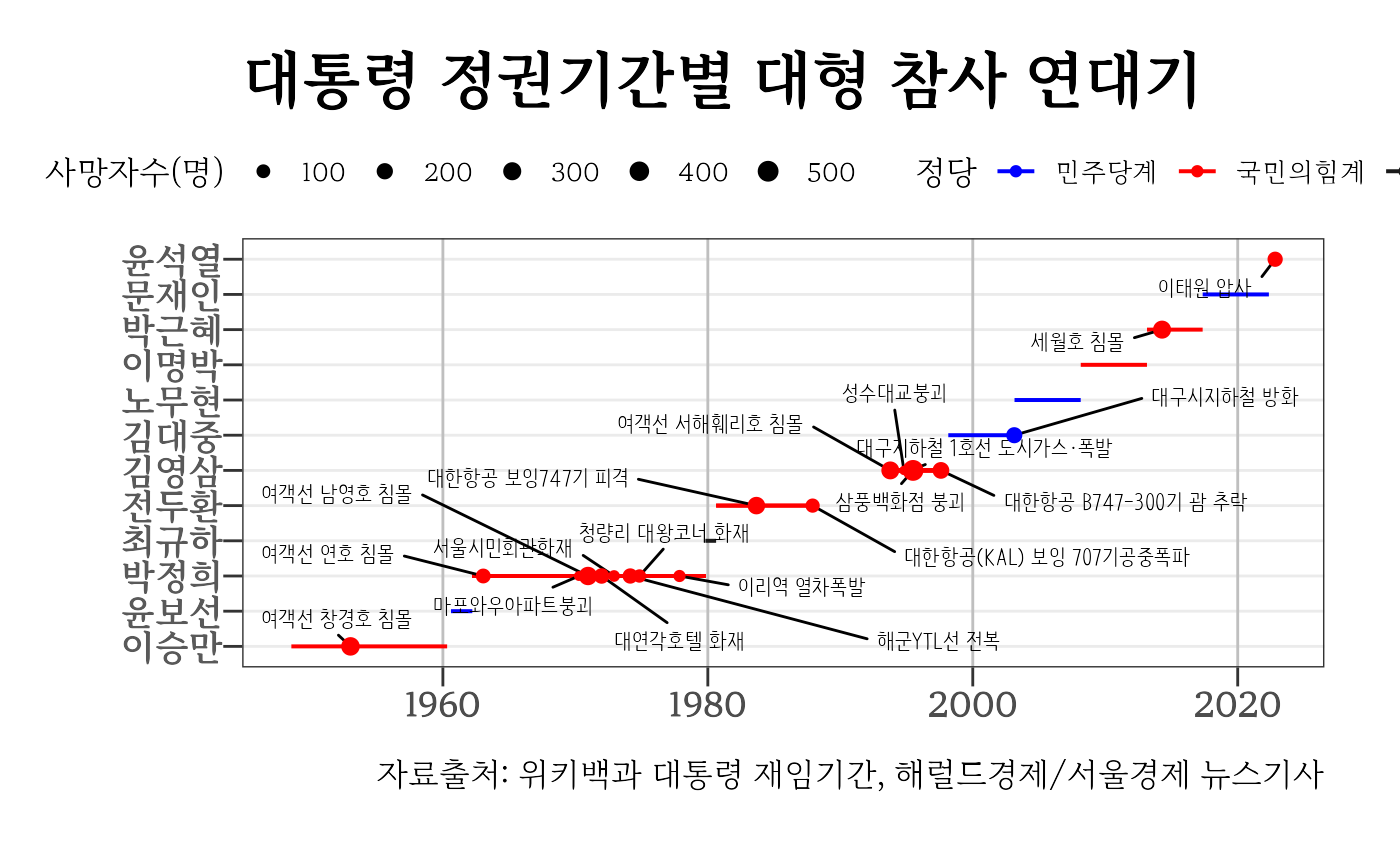 대통령 정권기간별 대형 참사 연대기
사망자수(명) 100 200 300 400 500 정당 민주당계 국민의힘계
윤석열
이태원 압사
문재인
박근혜
세월호 침몰
이명박
성수대교붕괴
노무현
대구시지하철 방화
여객선 서해훼리호 침몰
김대중
대구지하철 1호선 도시가스·폭발
김영삼
대한항공 보잉747기 피격
여객선 남영호 침몰
삼풍백화점 붕괴
대한항공 B747-300기 괌 추락
전두환
청량리 대왕코너 화재
최규하
서울시민회관화재
여객선 연호 침몰
대한항공(KAL) 보잉 707기공중폭파
박정희
이리역 열차폭발
마포와우아파트붕괴
윤보선
여객선 창경호 침몰
대연각호텔 화재
해군YTL선 전복
이승만
1960 1980 2000 2020
자료출처: 위키백과 대통령 재임기간, 해럴드경제/서울경제 뉴스기사